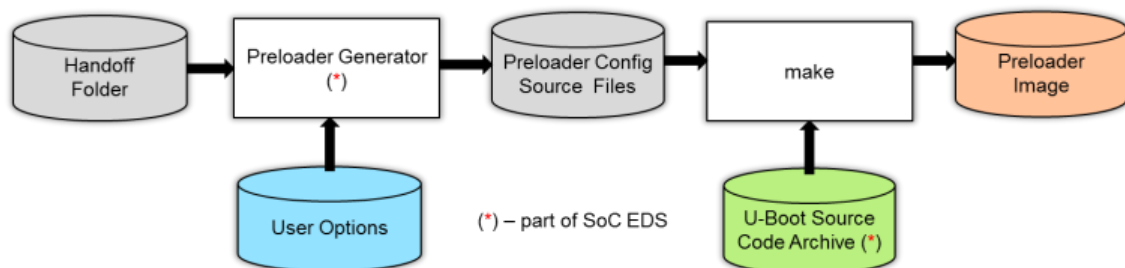 Handoff
Folder
Preloader Generator
(*)
Preloader Config
Source Files
make
Preloader
Image
User Options
(*) – part of SoC EDS
U-Boot Source
Code Archive (*)